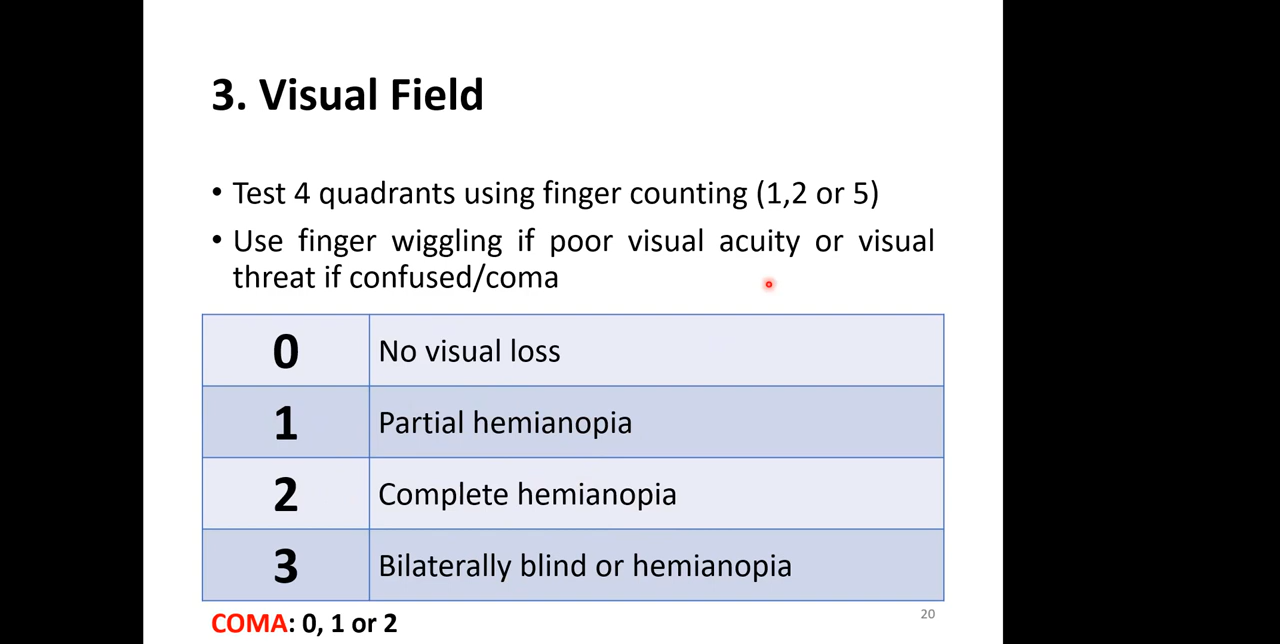 3. Visual Field
• Test 4 quadrants using finger counting (1,2 or 5)
• Use finger wiggling if poor visual acuity or visual
threat if confused/coma
0 No visual loss
1 Partial hemianopia
2 Complete hemianopia
3 Bilaterally blind or hemianopia
COMA: 0, 1 or 2
20